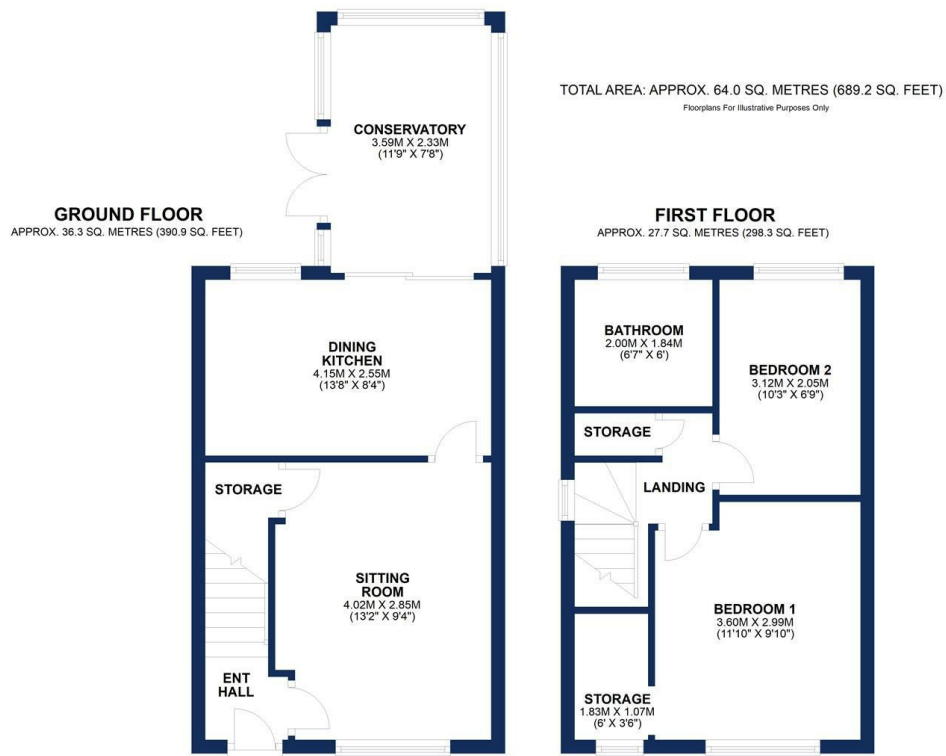 TOTAL AREA: APPROX. 64.0 SQ. METRES (689.2 SQ. FEET)
Floorplans For Illustrative Purposes Only
GROUND FLOOR
APPROX. 36.3 SQ. METRES (390.9 SQ. FEET)
CONSERVATORY
3.59M X 2.33M
(11'9" X 7'8")
DINING
KITCHEN
4.15M X 2.55M
(13'8" X 8'4")
STORAGE
SITTING
ROOM
4.02M X 2.85M
(13'2" X 9'4")
ENT
HALL
FIRST FLOOR
APPROX. 27.7 SQ. METRES (298.3 SQ. FEET)
BATHROOM
2.00M X 1.84M
(6'7" X 6')
BEDROOM 2
3.12M X 2.05M
(10'3" X 6'9")
STORAGE
LANDING
BEDROOM 1
3.60M X 2.99M
(11'10" X 9'10")
STORAGE
1.83M X 1.07M
(6' X 3'6")